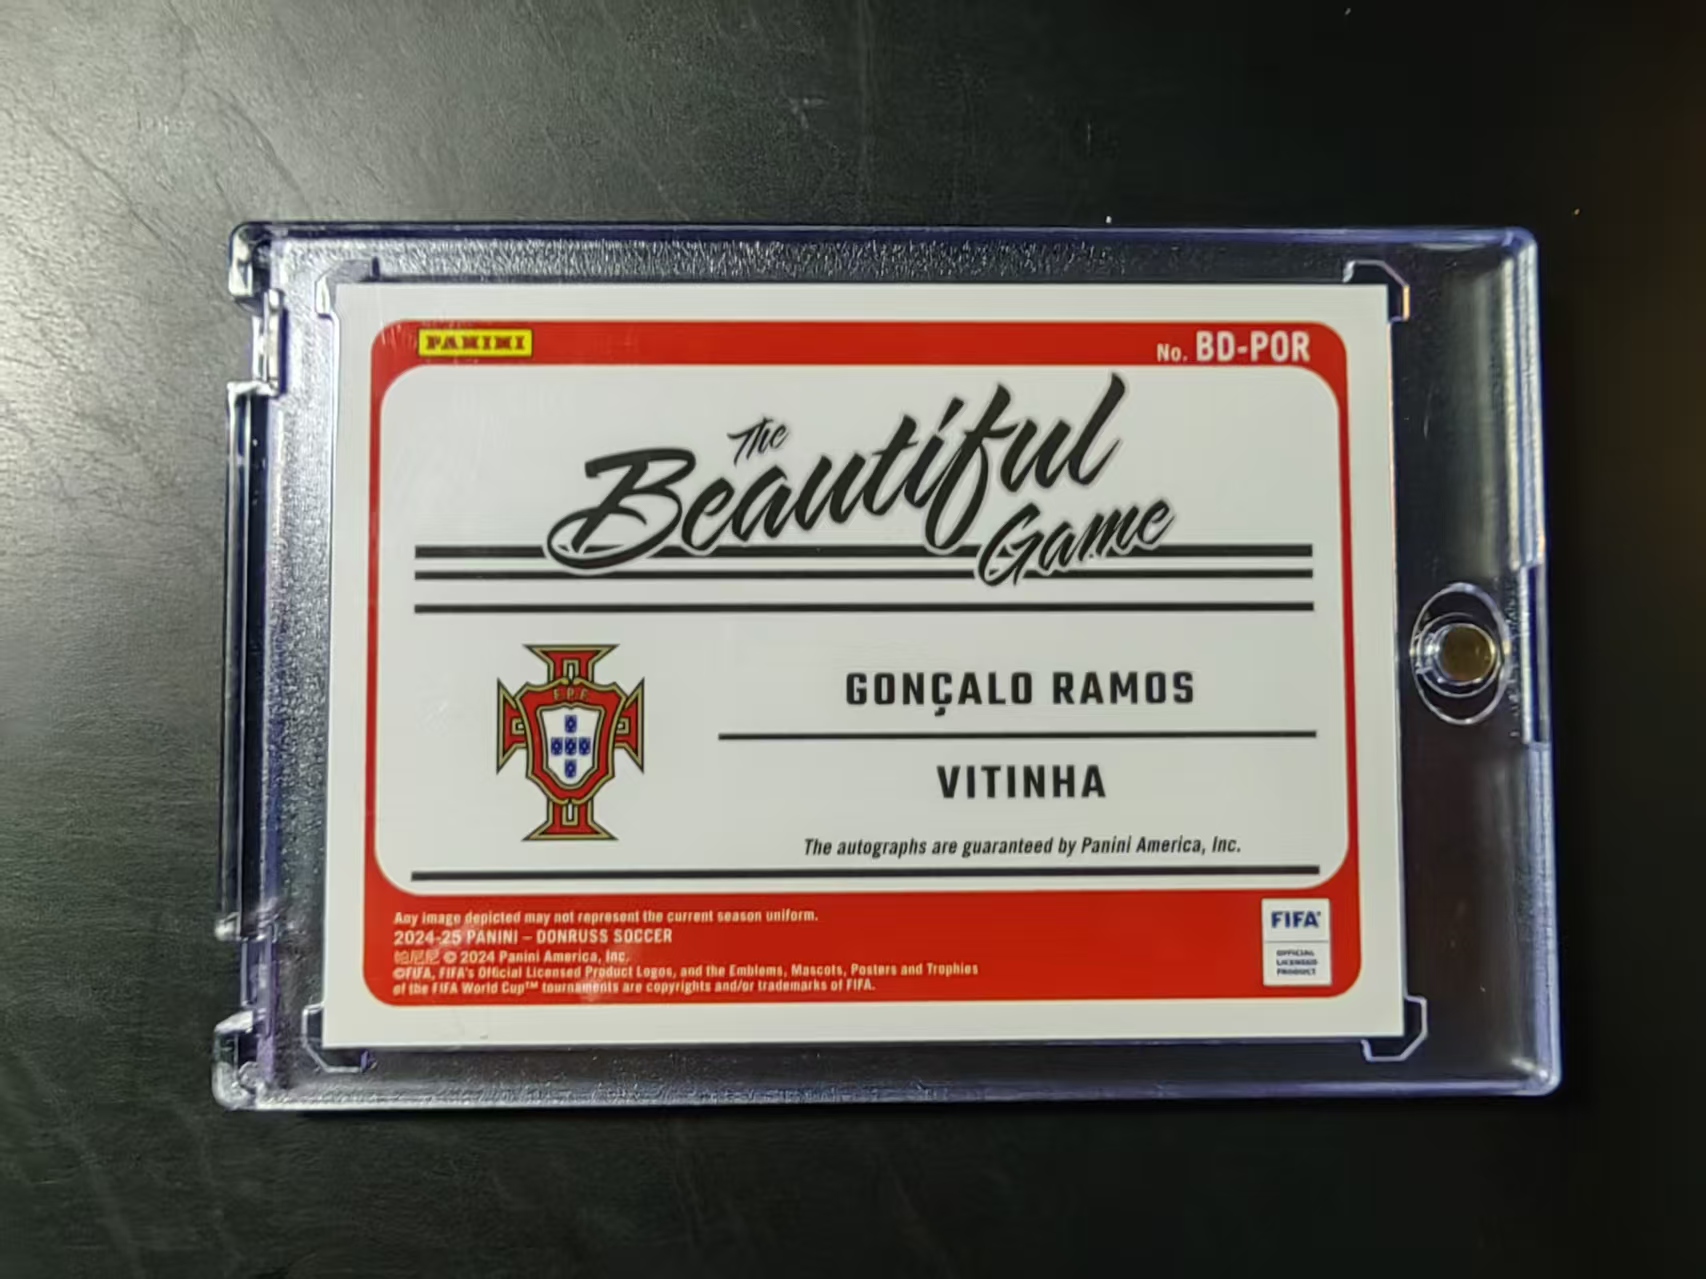 PANINI
No. BD-POR
The
Beautiful
Game
F.P.F.
GONÇALO RAMOS
VITINHA
The autographs are guaranteed by Panini America, Inc.
Any image depicted may not represent the current season uniform.
2024-25 PANINI – DONRUSS SOCCER
帕尼尼 © 2024 Panini America, Inc.
©FIFA, FIFA's Official Licensed Product Logos, and the Emblems, Mascots, Posters and Trophies
of the FIFA World Cup™ tournaments are copyrights and/or trademarks of FIFA.
FIFA®
OFFICIAL
LICENSED
PRODUCT